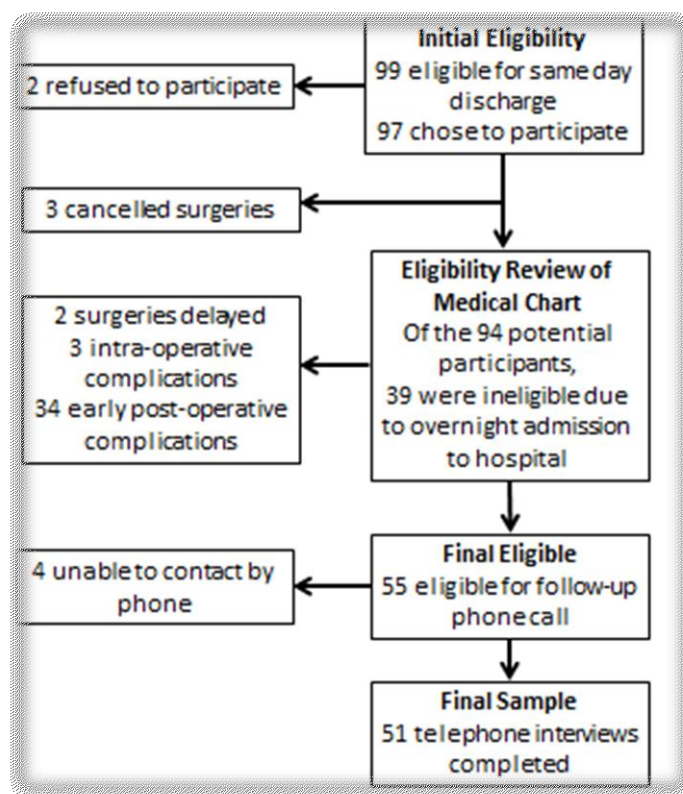 Initial Eligibility
99 eligible for same day
discharge
97 chose to participate
2 refused to participate
3 cancelled surgeries
Eligibility Review of
Medical Chart
Of the 94 potential
participants,
39 were ineligible due
to overnight admission
to hospital
2 surgeries delayed
3 intra-operative
complications
34 early post-operative
complications
Final Eligible
55 eligible for follow-up
phone call
4 unable to contact by
phone
Final Sample
51 telephone interviews
completed